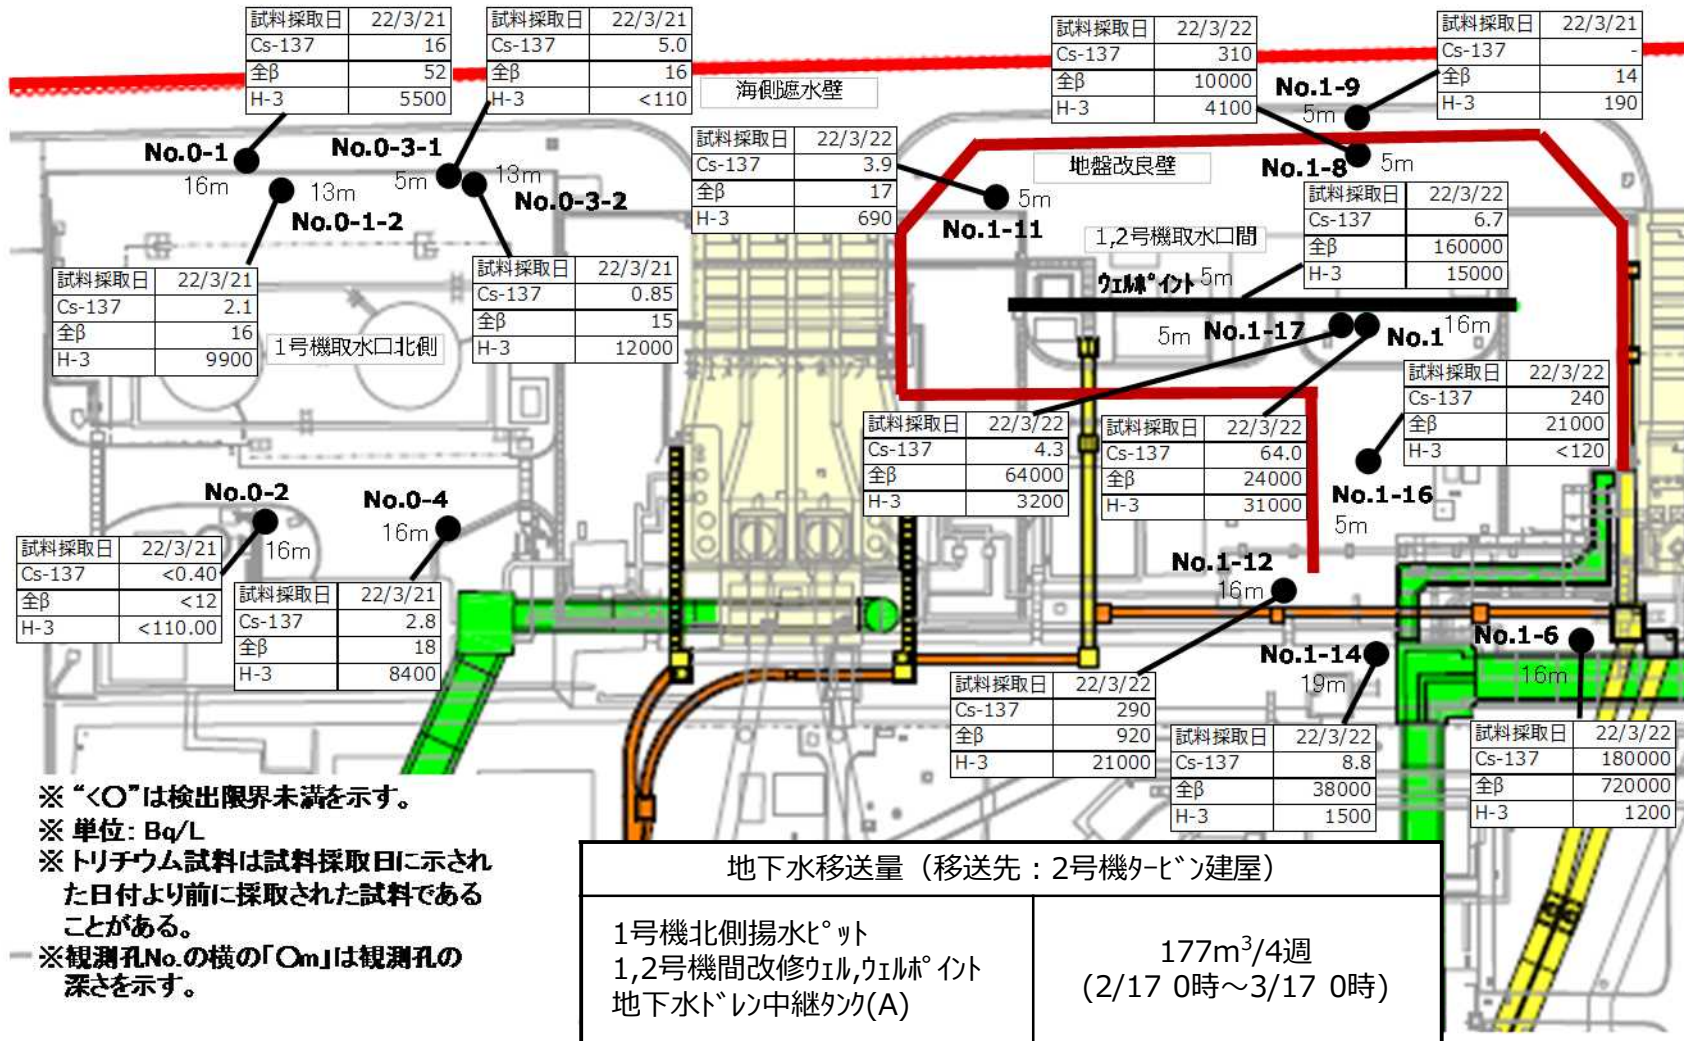 試料採取日 22/3/21
Cs-137 16
全β 52
H-3 5500
試料採取日 22/3/21
Cs-137 5.0
全β 16
H-3 <110
海側遮水壁
試料採取日 22/3/22
Cs-137 310
全β 10000
H-3 4100
試料採取日 22/3/21
Cs-137 -
全β 14
H-3 190
No.1-9
5m
No.0-1
16m
No.0-3-1
5m
13m
No.0-1-2
13m
No.0-3-2
試料採取日 22/3/22
Cs-137 3.9
全β 17
H-3 690
5m
No.1-11
地盤改良壁
No.1-8
5m
試料採取日 22/3/22
Cs-137 6.7
全β 160000
H-3 15000
1,2号機取水口間
ウェルポイント 5m
試料採取日 22/3/21
Cs-137 2.1
全β 16
H-3 9900
1号機取水口北側
試料採取日 22/3/21
Cs-137 0.85
全β 15
H-3 12000
5m
No.1-17
No.1
16m
試料採取日 22/3/22
Cs-137 240
全β 21000
H-3 <120
試料採取日 22/3/22
Cs-137 4.3
全β 64000
H-3 3200
試料採取日 22/3/22
Cs-137 64.0
全β 24000
H-3 31000
No.1-16
5m
No.0-2
16m
No.0-4
16m
試料採取日 22/3/21
Cs-137 <0.40
全β <12
H-3 <110.00
試料採取日 22/3/21
Cs-137 2.8
全β 18
H-3 8400
No.1-12
16m
No.1-14
19m
No.1-6
16m
試料採取日 22/3/22
Cs-137 290
全β 920
H-3 21000
試料採取日 22/3/22
Cs-137 8.8
全β 38000
H-3 1500
試料採取日 22/3/22
Cs-137 180000
全β 720000
H-3 1200
※ “<〇”は検出限界未満を示す。
※ 単位: Bq/L
※トリチウム試料は試料採取日に示され
た日付より前に採取された試料である
ことがある。
※観測孔No.の横の「〇m」は観測孔の
深さを示す。
地下水移送量（移送先：2号機ﾀｰﾋﾞﾝ建屋）
1号機北側揚水ﾋﾟｯﾄ
1,2号機間改修ｳｪﾙ,ｳｪﾙﾎﾟｲﾝﾄ
地下水ﾄﾞﾚﾝ中継ﾀﾝｸ(A)
177m³/4週
(2/17 0時～3/17 0時)